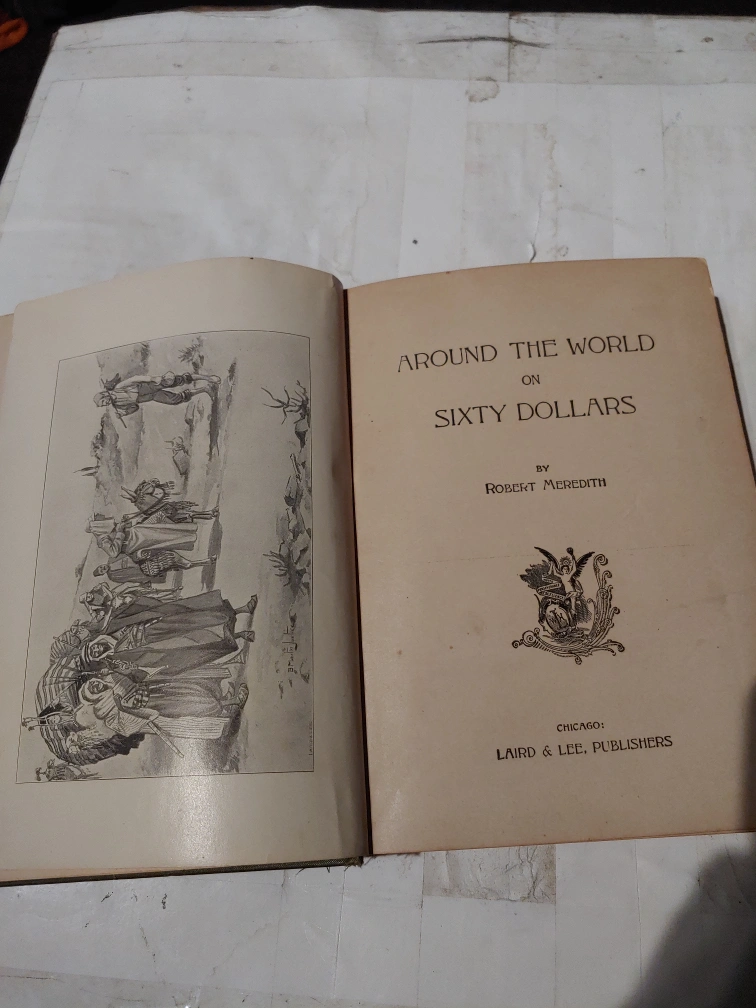 AROUND THE WORLD
ON
SIXTY DOLLARS
BY
ROBERT MEREDITH
CHICAGO:
LAIRD & LEE, PUBLISHERS